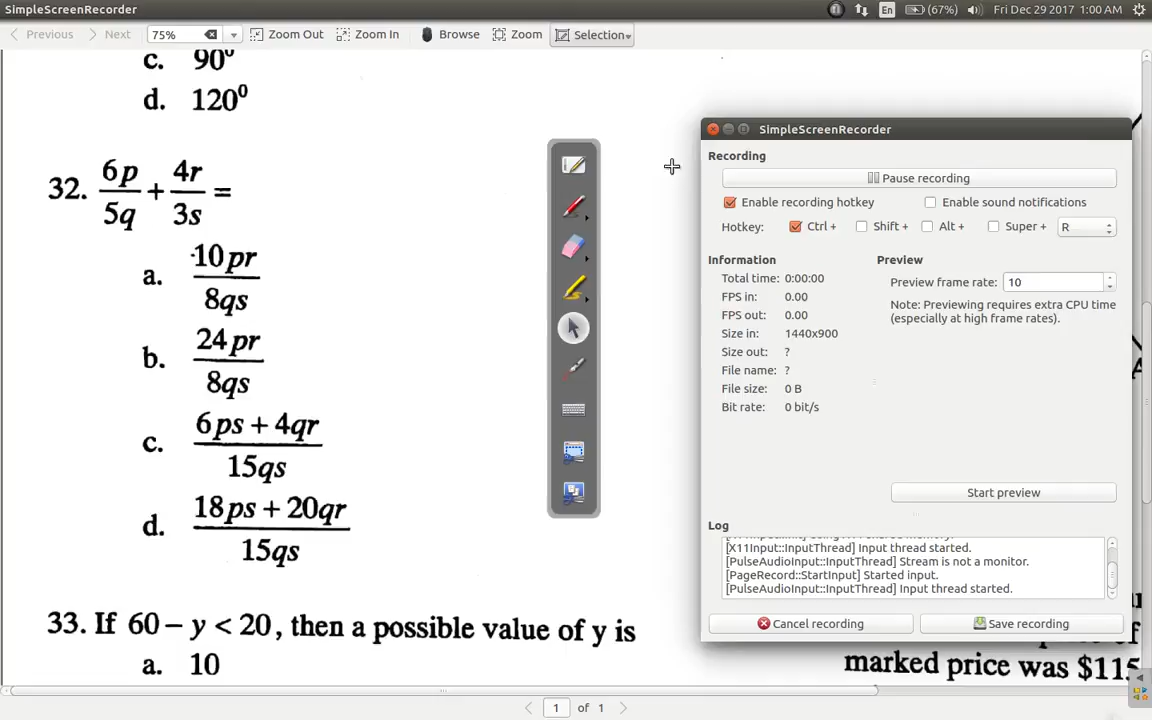 SimpleScreenRecorder
En (67%) Fri Dec 29 2017 1:00 AM
Previous Next 75% Zoom Out Zoom In Browse Zoom Selection
c. 90⁰
d. 120⁰
32. 6p/5q + 4r/3s =
a. 10pr/8qs
b. 24pr/8qs
c. 6ps + 4qr/15qs
d. 18ps + 20qr/15qs
33. If 60 – y < 20, then a possible value of y is
a. 10
SimpleScreenRecorder
Recording
Pause recording
Enable recording hotkey Enable sound notifications
Hotkey: Ctrl + Shift + Alt + Super + R
Information
Total time: 0:00:00
FPS in: 0.00
FPS out: 0.00
Size in: 1440x900
Size out: ?
File name: ?
File size: 0 B
Bit rate: 0 bit/s
Preview
Preview frame rate: 10
Note: Previewing requires extra CPU time
(especially at high frame rates).
Start preview
Log
[X11Input::InputThread] Input thread started.
[PulseAudioInput::InputThread] Stream is not a monitor.
[PageRecord::StartInput] Started input.
[PulseAudioInput::InputThread] Input thread started.
Cancel recording Save recording
marked price was $115
1 of 1